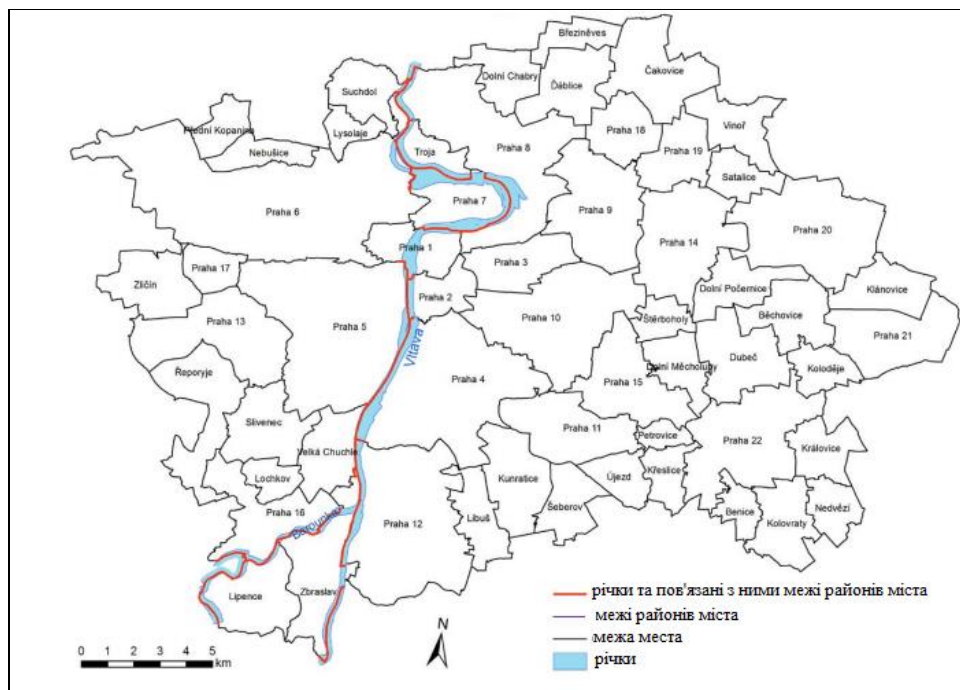 Březiněves
Dolní Chabry
Čakovice
Ďáblice
Suchdol
Přední Kopanina
Lysolaje
Nebušice
Troja
Praha 8
Praha 18
Vinoř
Praha 19
Satalice
Praha 7
Praha 6
Praha 9
Praha 20
Praha 14
Praha 1
Praha 3
Praha 17
Zličín
Praha 2
Dolní Počernice
Klánovice
Praha 13
Praha 5
Praha 10
Štěrboholy
Běchovice
Praha 21
Vltava
Řeporyje
Praha 4
Praha 15
Dolní Měcholupy
Dubeč
Koloděje
Slivenec
Velká Chuchle
Praha 11
Petrovice
Praha 22
Královice
Lochkov
Kunratice
Újezd
Křeslice
Praha 16
Berounka
Praha 12
Libuš
Šeberov
Benice
Nedvězí
Kolovraty
Lipence
Zbraslav
річки та пов'язані з ними межі районів міста
межі районів міста
межа места
річки
N
0 1 2 3 4 5
km